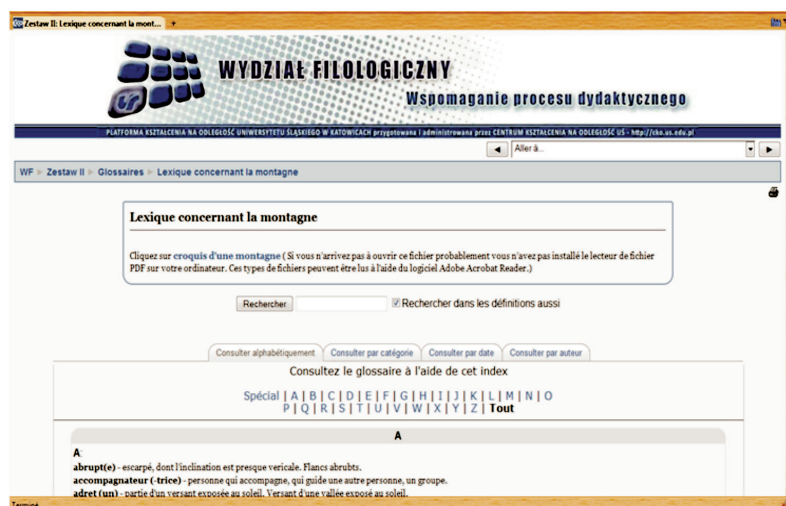 Zestaw II: Lexique concernant la mont...
WYDZIAŁ FILOLOGICZNY
Wspomaganie procesu dydaktycznego
PLATFORMA KSZTAŁCENIA NA ODLEGŁOŚĆ UNIWERSYTETU ŚLĄSKIEGO W KATOWICACH przygotowana i administrowana przez CENTRUM KSZTAŁCENIA NA ODLEGŁOŚĆ UŚ - http://cko.us.edu.pl
Aller à...
WF Zestaw II Glossaires Lexique concernant la montagne
Lexique concernant la montagne
Cliquez sur croquis d'une montagne ( Si vous n'arrivez pas à ouvrir ce fichier probablement vous n'avez pas installé le lecteur de fichier
PDF sur votre ordinateur. Ces types de fichiers peuvent être lus à l'aide du logiciel Adobe Acrobat Reader.)
Rechercher Rechercher dans les définitions aussi
Consulter alphabétiquement Consulter par catégorie Consulter par date Consulter par auteur
Consultez le glossaire à l'aide de cet index
Spécial | A | B | C | D | E | F | G | H | I | J | K | L | M | N | O
P | Q | R | S | T | U | V | W | X | Y | Z | Tout
A
A:
abrupt(e) - escarpé, dont l'inclination est presque vericale. Flancs abrubts.
accompagnateur (-trice) - personne qui accompagne, qui guide une autre personne, un groupe.
adret (un) - partie d'un versant exposée au soleil. Versant d'une vallée exposé au soleil.
Terminé